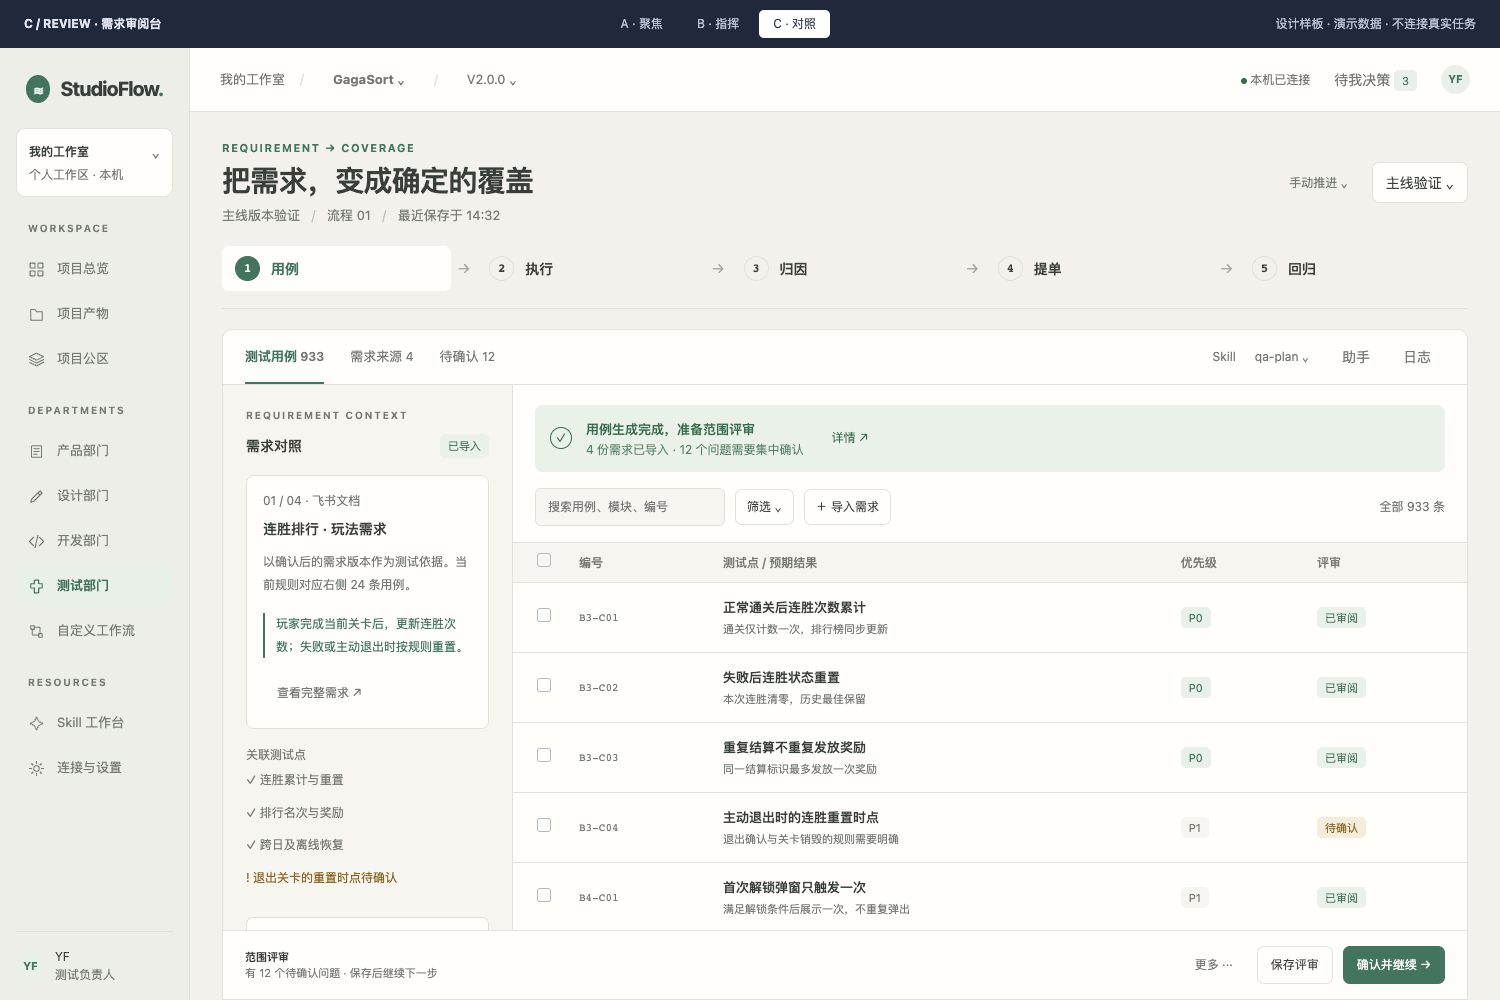 C / REVIEW · 需求审阅台
A · 聚焦
B · 指挥
C · 对照
设计样板 · 演示数据 · 不连接真实任务
StudioFlow.
我的工作室
个人工作区 · 本机
WORKSPACE
项目总览
项目产物
项目公区
DEPARTMENTS
产品部门
设计部门
开发部门
测试部门
自定义工作流
RESOURCES
Skill 工作台
连接与设置
YF
YF
测试负责人
我的工作室 / GagaSort / V2.0.0
本机已连接
待我决策 3
YF
REQUIREMENT → COVERAGE
把需求，变成确定的覆盖
主线版本验证 / 流程 01 / 最近保存于 14:32
手动推进
主线验证
1 用例 → 2 执行 → 3 归因 → 4 提单 → 5 回归
测试用例 933
需求来源 4
待确认 12
Skill
qa-plan
助手
日志
REQUIREMENT CONTEXT
需求对照
已导入
01 / 04 · 飞书文档
连胜排行 · 玩法需求
以确认后的需求版本作为测试依据。当
前规则对应右侧 24 条用例。
玩家完成当前关卡后，更新连胜次
数；失败或主动退出时按规则重置。
查看完整需求 ↗
关联测试点
✓ 连胜累计与重置
✓ 排行名次与奖励
✓ 跨日及离线恢复
! 退出关卡的重置时点待确认
用例生成完成，准备范围评审
4 份需求已导入 · 12 个问题需要集中确认
详情 ↗
搜索用例、模块、编号
筛选
+ 导入需求
全部 933 条
编号 测试点 / 预期结果 优先级 评审
B3-C01 正常通关后连胜次数累计 P0 已审阅
通关仅计数一次，排行榜同步更新
B3-C02 失败后连胜状态重置 P0 已审阅
本次连胜清零，历史最佳保留
B3-C03 重复结算不重复发放奖励 P0 已审阅
同一结算标识最多发放一次奖励
B3-C04 主动退出时的连胜重置时点 P1 待确认
退出确认与关卡销毁的规则需要明确
B4-C01 首次解锁弹窗只触发一次 P1 已审阅
满足解锁条件后展示一次，不重复弹出
范围评审
有 12 个待确认问题 · 保存后继续下一步
更多 ···
保存评审
确认并继续 →